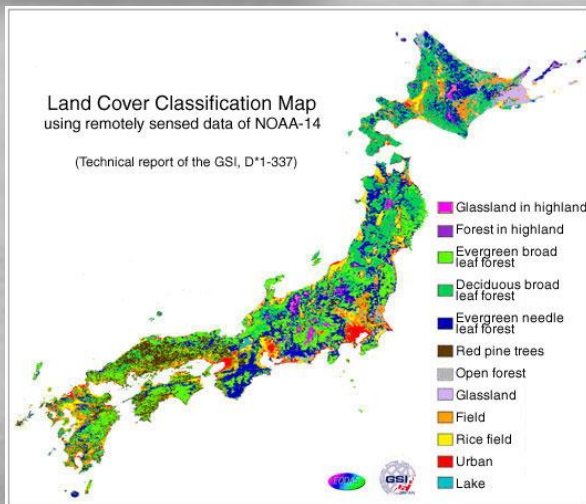 Land Cover Classification Map
using remotely sensed data of NOAA-14
(Technical report of the GSI, D*1-337)
Glassland in highland
Forest in highland
Evergreen broad
leaf forest
Deciduous broad
leaf forest
Evergreen needle
leaf forest
Red pine trees
Open forest
Glassland
Field
Rice field
Urban
Lake
GSI